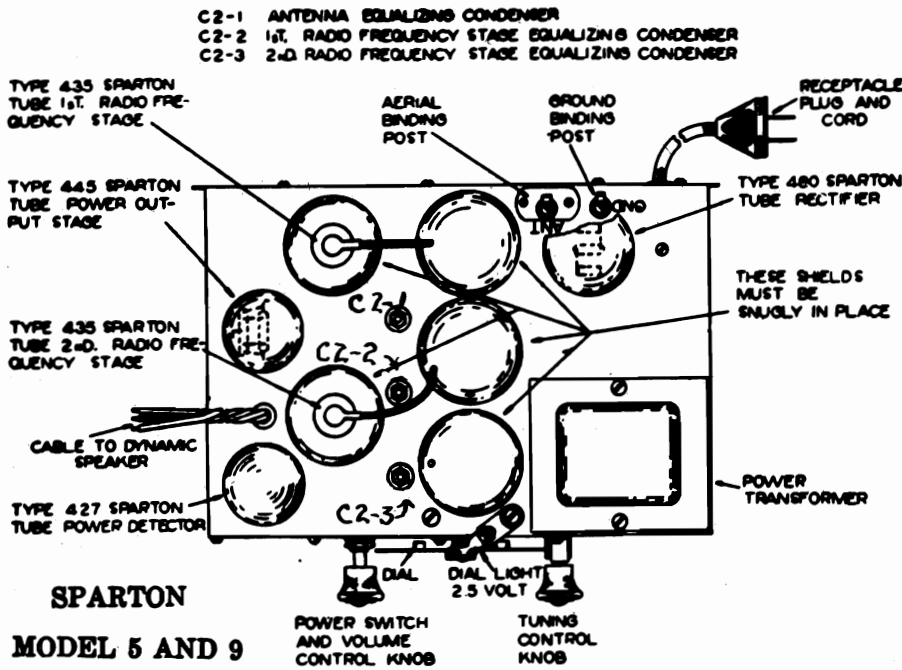 C2-1 ANTENNA EQUALIZING CONDENSER
C2-2 1ST. RADIO FREQUENCY STAGE EQUALIZING CONDENSER
C2-3 2ND RADIO FREQUENCY STAGE EQUALIZING CONDENSER
TYPE 435 SPARTON
TUBE 1ST. RADIO FRE-
QUENCY STAGE
AERIAL
BINDING
POST
GROUND
BINDING
POST
RECEPTACLE
PLUG AND
CORD
TYPE 445 SPARTON
TUBE POWER OUT-
PUT STAGE
ANT
GND
TYPE 480 SPARTON
TUBE RECTIFIER
C2-1
THESE SHIELDS
MUST BE
SNUGLY IN PLACE
TYPE 435 SPARTON
TUBE 2ND. RADIO FRE-
QUENCY STAGE
C2-2
CABLE TO DYNAMIC
SPEAKER
TYPE 427 SPARTON
TUBE POWER DETECTOR
C2-3
POWER
TRANSFORMER
DIAL
DIAL LIGHT
2.5 VOLT
SPARTON
MODEL 5 AND 9
POWER SWITCH
AND VOLUME
CONTROL KNOB
TUNING
CONTROL
KNOB